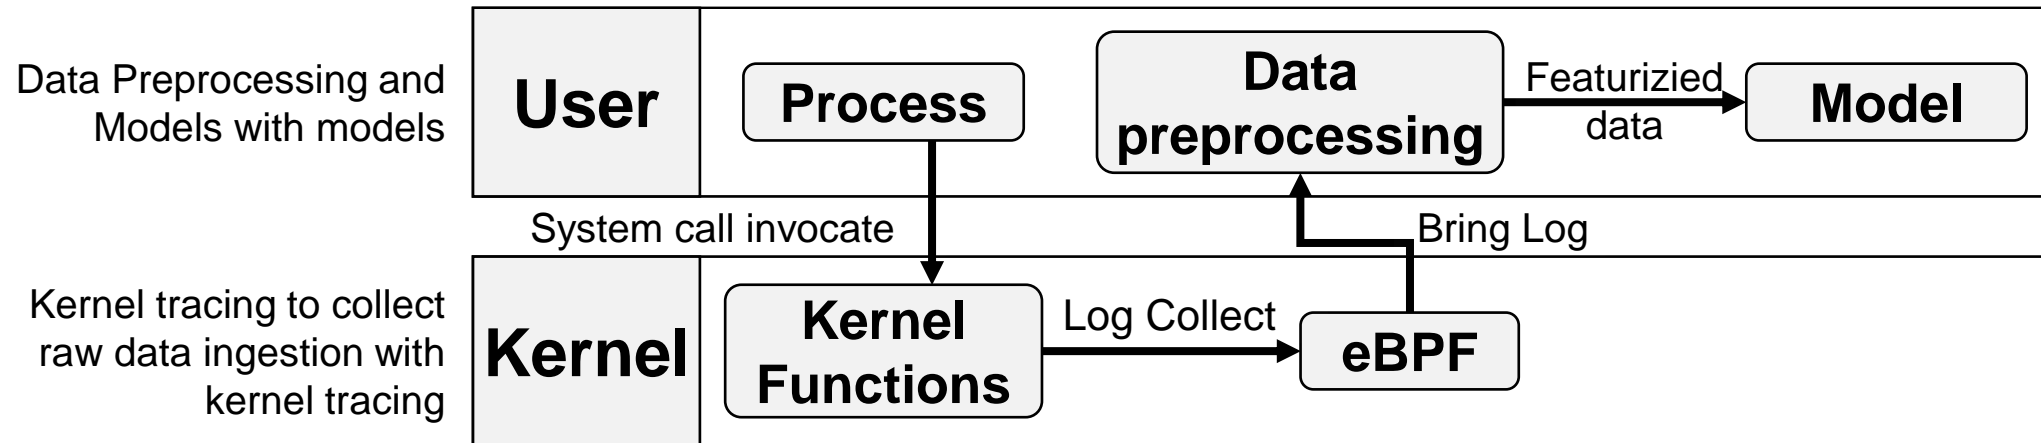 Data Preprocessing and
Models with models
User
Process
Data
preprocessing
Featurizied
data
Model
System call invocate
Bring Log
Kernel tracing to collect
raw data ingestion with
kernel tracing
Kernel
Kernel
Functions
Log Collect
eBPF